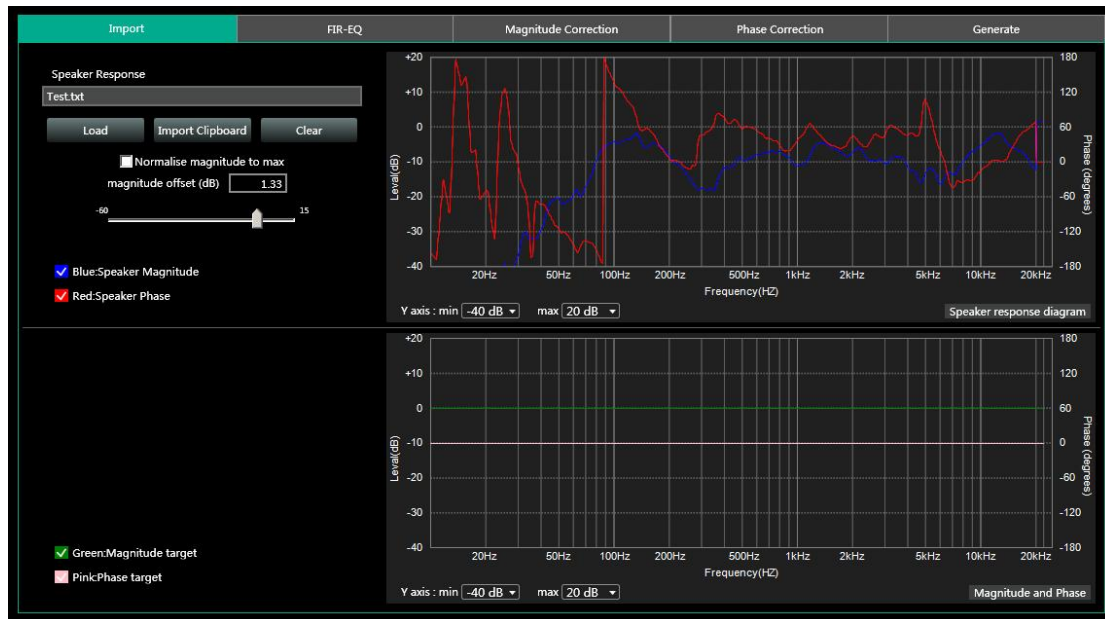 Import FIR-EQ Magnitude Correction Phase Correction Generate
Speaker Response
Test.txt
Load Import Clipboard Clear
Normalise magnitude to max
magnitude offset (dB) 1.33
-60 15
Blue:Speaker Magnitude
Red:Speaker Phase
+20 180
+10 120
0 60
-10 0
-20 -60
-30 -120
-40 -180
Leval(dB)
Phase (degrees)
20Hz 50Hz 100Hz 200Hz 500Hz 1kHz 2kHz 5kHz 10kHz 20kHz
Frequency(HZ)
Y axis : min -40 dB max 20 dB Speaker response diagram
Green:Magnitude target
Pink:Phase target
+20 180
+10 120
0 60
-10 0
-20 -60
-30 -120
-40 -180
Leval(dB)
Phase (degrees)
20Hz 50Hz 100Hz 200Hz 500Hz 1kHz 2kHz 5kHz 10kHz 20kHz
Frequency(HZ)
Y axis : min -40 dB max 20 dB Magnitude and Phase